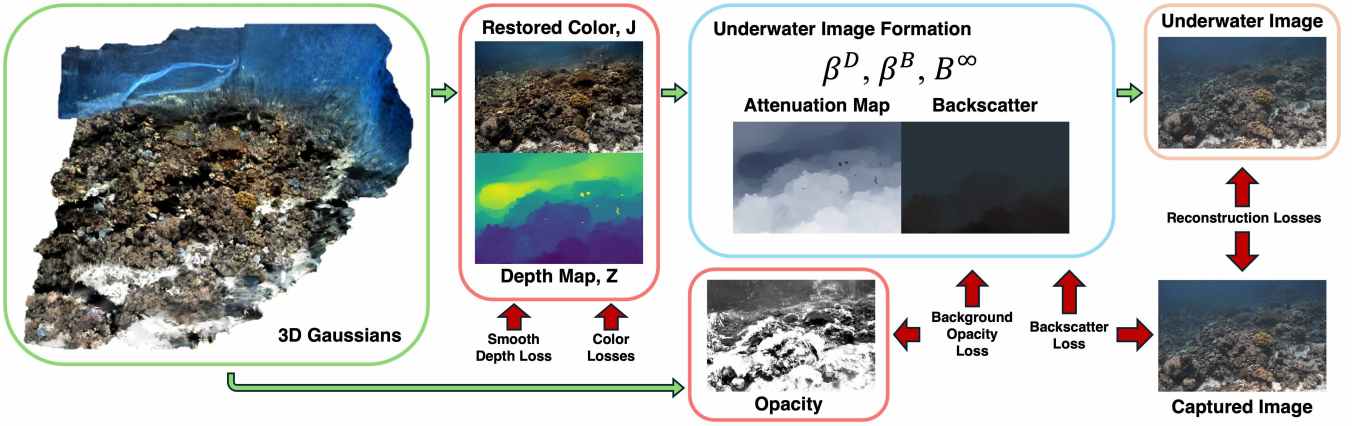 3D Gaussians
Restored Color, J
Depth Map, Z
Smooth
Depth Loss
Color
Losses
Underwater Image Formation
β^D, β^B, B^∞
Attenuation Map
Backscatter
Opacity
Background
Opacity
Loss
Backscatter
Loss
Underwater Image
Reconstruction Losses
Captured Image